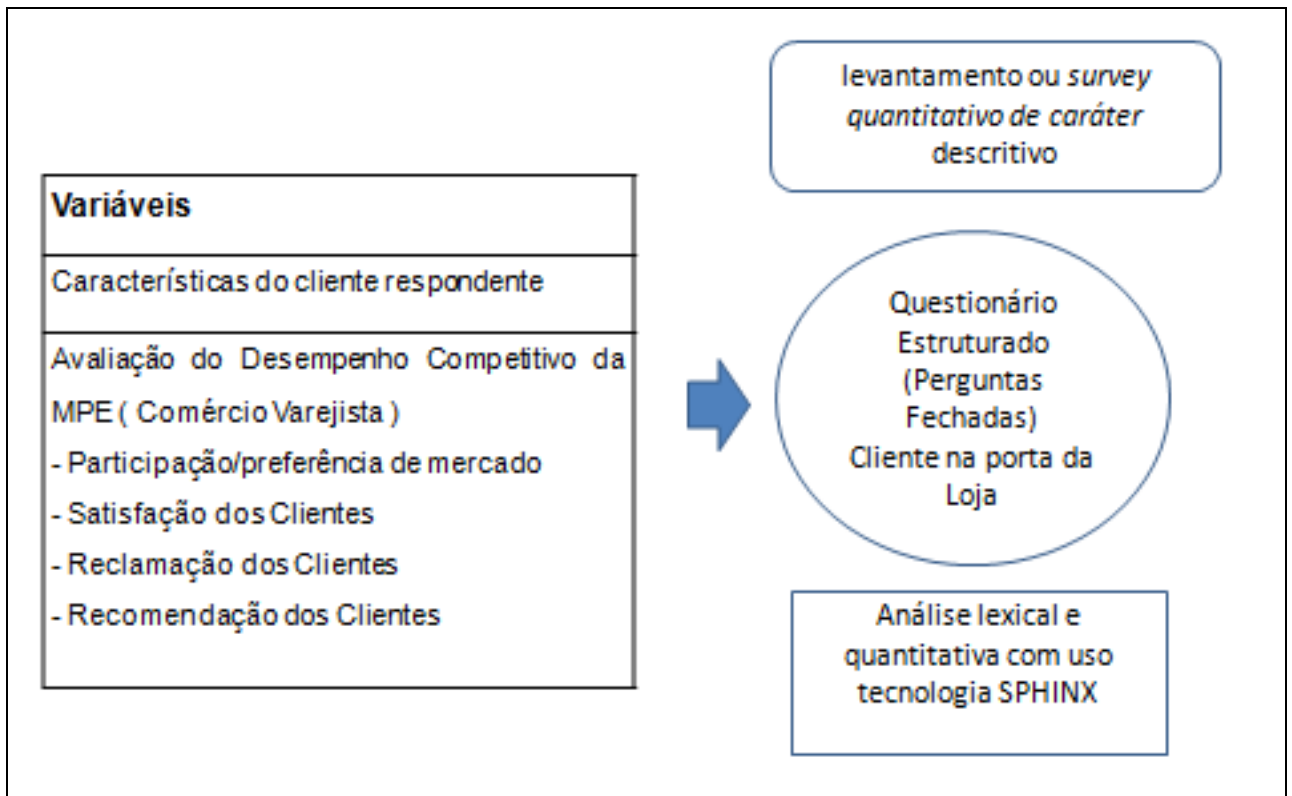 Variáveis
Características do cliente respondente
Avaliação do Desempenho Competitivo da
MPE ( Comércio Varejista )
- Participação/preferência de mercado
- Satisfação dos Clientes
- Reclamação dos Clientes
- Recomendação dos Clientes
levantamento ou survey
quantitativo de caráter
descritivo
Questionário
Estruturado
(Perguntas
Fechadas)
Cliente na porta da
Loja
Análise lexical e
quantitativa com uso
tecnologia SPHINX